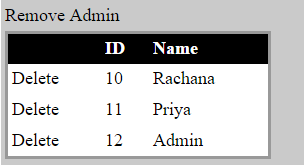 Remove Admin
ID Name
Delete 10 Rachana
Delete 11 Priya
Delete 12 Admin